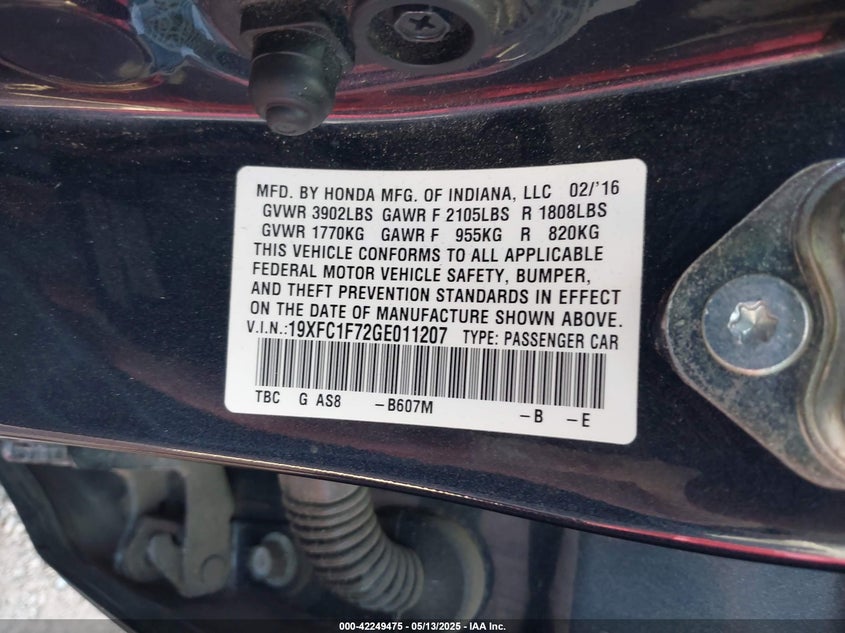 MFD. BY HONDA MFG. OF INDIANA, LLC 02/'16
GVWR 3902LBS GAWR F 2105LBS R 1808LBS
GVWR 1770KG GAWR F 955KG R 820KG
THIS VEHICLE CONFORMS TO ALL APPLICABLE
FEDERAL MOTOR VEHICLE SAFETY, BUMPER,
AND THEFT PREVENTION STANDARDS IN EFFECT
ON THE DATE OF MANUFACTURE SHOWN ABOVE.
V.I.N.:19XFC1F72GE011207 TYPE: PASSENGER CAR
TBC G AS8 -B607M -B -E
000-42249475 — 05/13/2025 — IAA Inc.